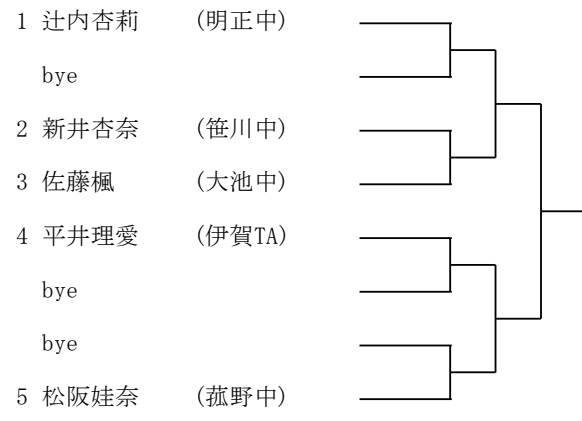 1 辻内杏莉 (明正中)
bye
2 新井杏奈 (笹川中)
3 佐藤楓 (大池中)
4 平井理愛 (伊賀TA)
bye
bye
5 松阪娃奈 (菰野中)